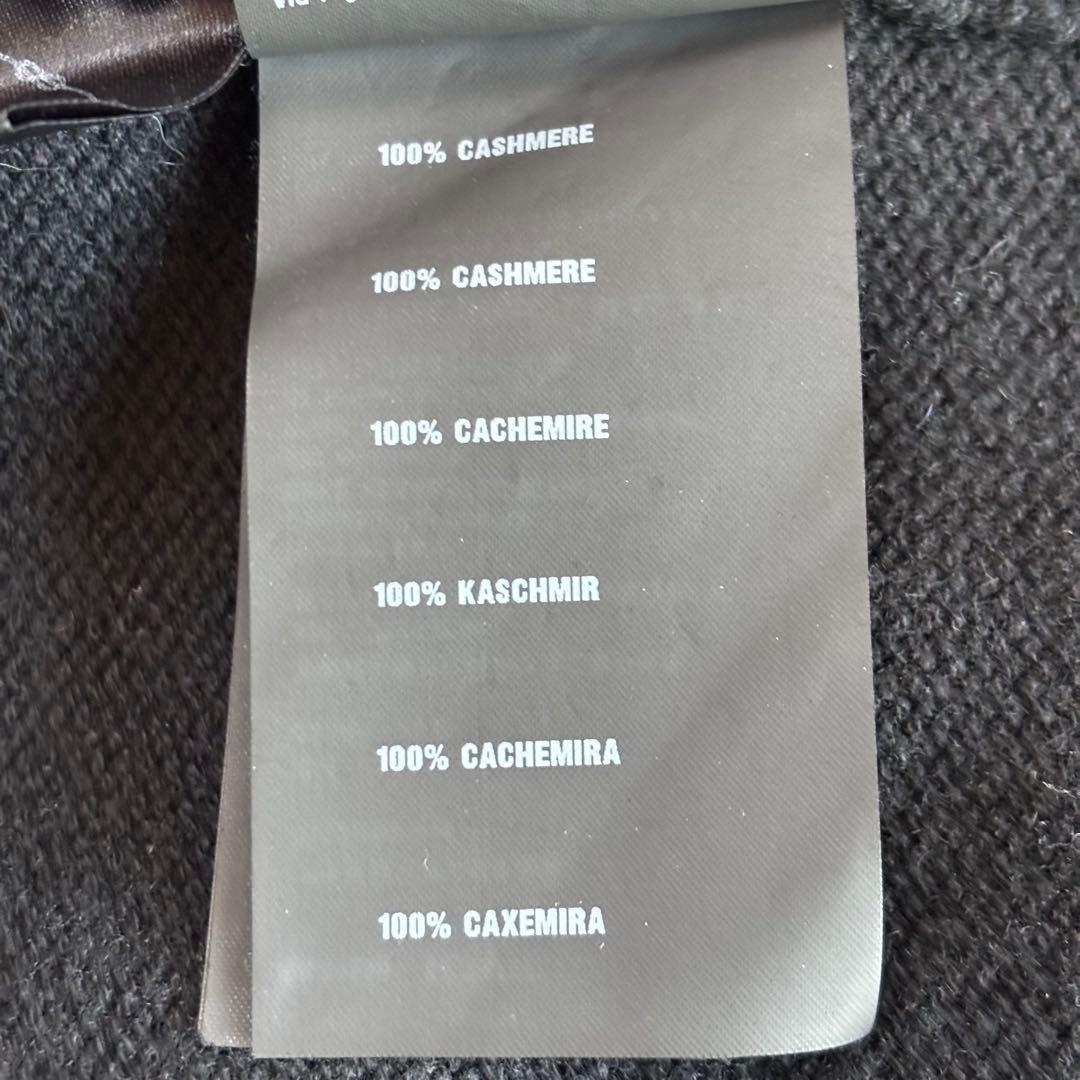 100% CASHMERE
100% CASHMERE
100% CACHEMIRE
100% KASCHMIR
100% CACHEMIRA
100% CAXEMIRA